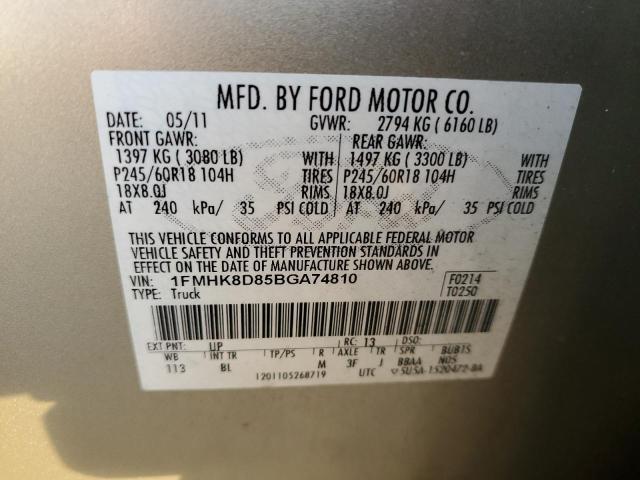 MFD. BY FORD MOTOR CO.
DATE: 05/11 GVWR: 2794 KG ( 6160 LB)
FRONT GAWR: REAR GAWR:
1397 KG ( 3080 LB) WITH 1497 KG ( 3300 LB) WITH
P245/60R18 104H TIRES P245/60R18 104H TIRES
18X8.0J RIMS 18X8.0J RIMS
AT 240 kPa/ 35 PSI COLD AT 240 kPa/ 35 PSI COLD
THIS VEHICLE CONFORMS TO ALL APPLICABLE FEDERAL MOTOR
VEHICLE SAFETY AND THEFT PREVENTION STANDARDS IN
EFFECT ON THE DATE OF MANUFACTURE SHOWN ABOVE.
VIN: 1FMHK8D85BGA74810 F0214
TYPE: Truck T0250
EXT PNT: UP RC: 13 DSO:
WB INT TR TP/PS R AXLE TR SPR BUBTS
113 BL M 3F J BBAA N0S
1201105268719 UTC 5U5A-1520472-BA